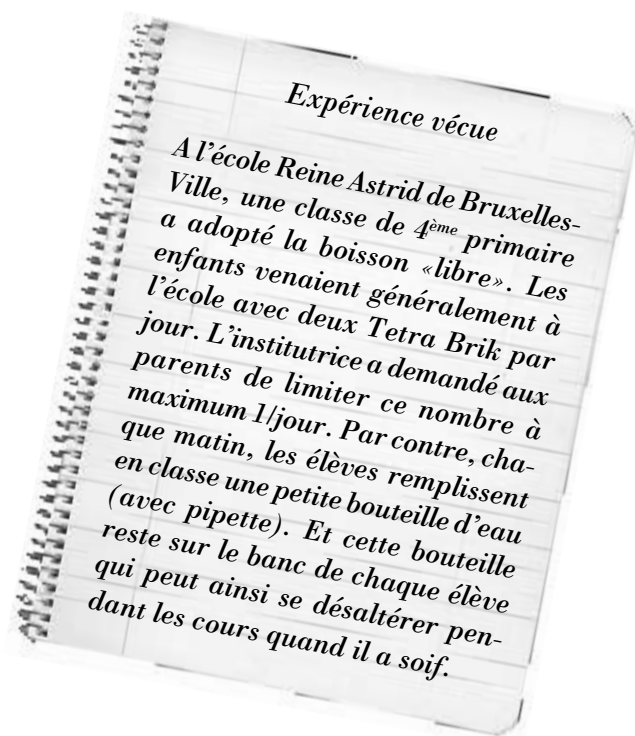 Expérience vécue
A l'école Reine Astrid de Bruxelles-
Ville, une classe de 4ème primaire
a adopté la boisson «libre». Les
enfants venaient généralement à
l'école avec deux Tetra Brik par
jour. L'institutrice a demandé aux
parents de limiter ce nombre à
maximum 1/jour. Par contre, cha-
que matin, les élèves remplissent
en classe une petite bouteille d'eau
(avec pipette). Et cette bouteille
reste sur le banc de chaque élève
qui peut ainsi se désaltérer pen-
dant les cours quand il a soif.